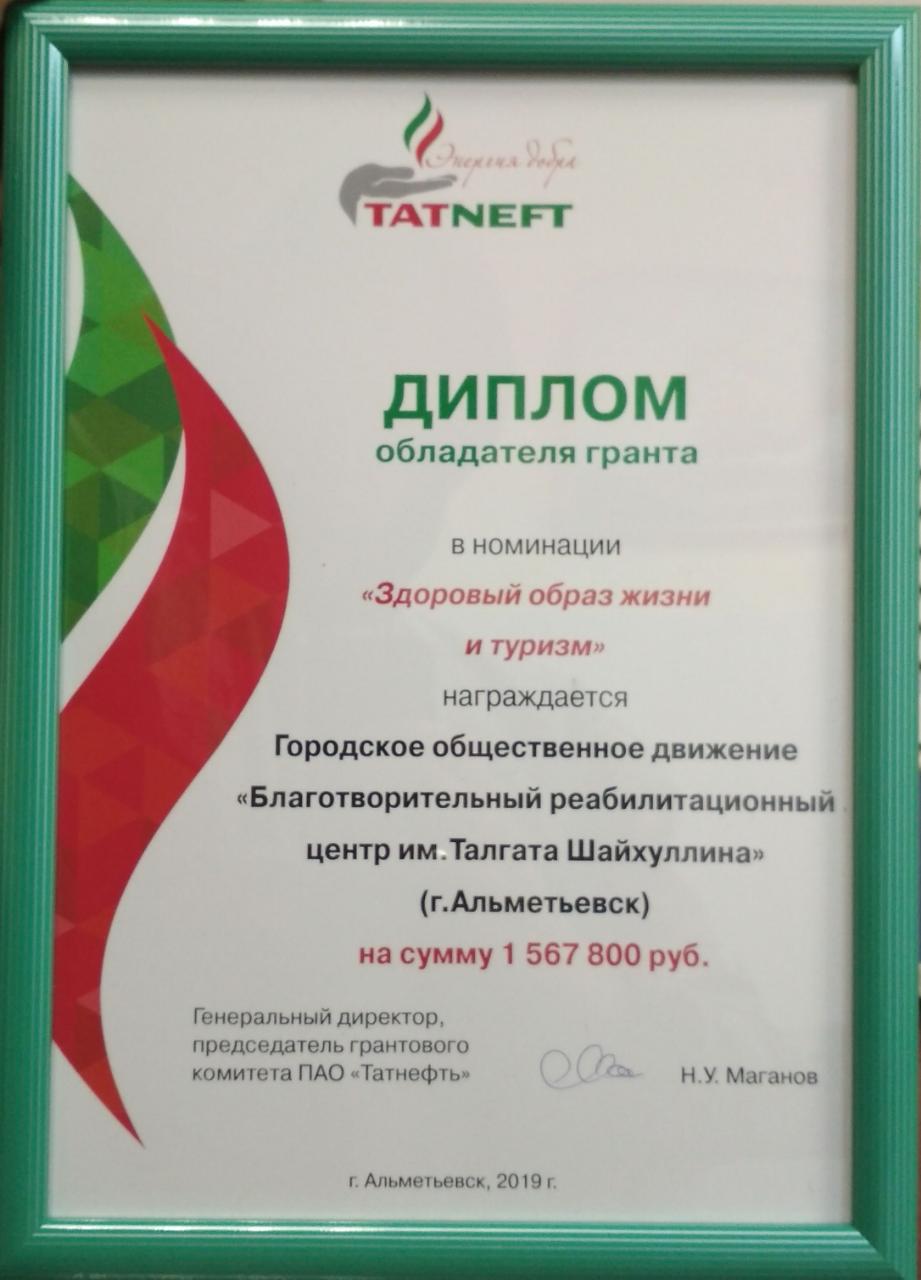 Энергия добра
TATNEFT
ДИПЛОМ
обладателя гранта
в номинации
«Здоровый образ жизни
и туризм»
награждается
Городское общественное движение
«Благотворительный реабилитационный
центр им.Талгата Шайхуллина»
(г.Альметьевск)
на сумму 1 567 800 руб.
Генеральный директор,
председатель грантового
комитета ПАО «Татнефть»
Н.У. Маганов
г. Альметьевск, 2019 г.